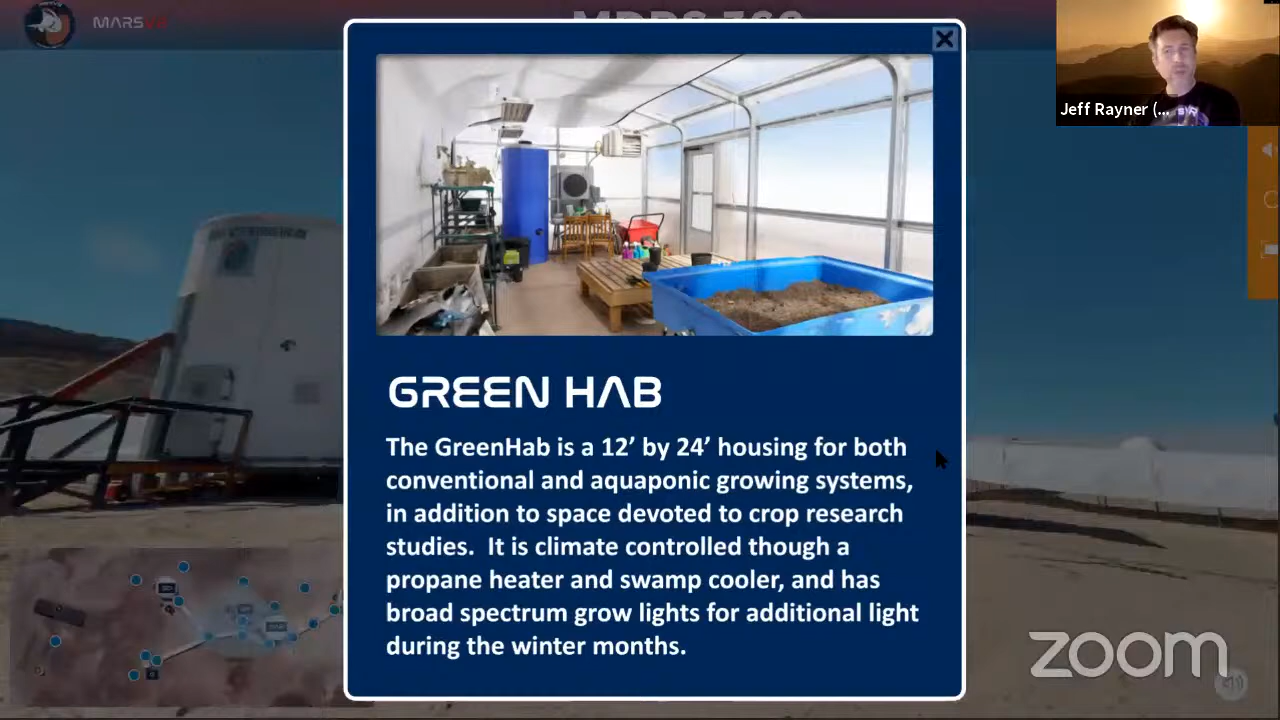 MARSVR
MDRS 360
Jeff Rayner (...
GREEN HAB
The GreenHab is a 12’ by 24’ housing for both
conventional and aquaponic growing systems,
in addition to space devoted to crop research
studies.  It is climate controlled though a
propane heater and swamp cooler, and has
broad spectrum grow lights for additional light
during the winter months.
zoom